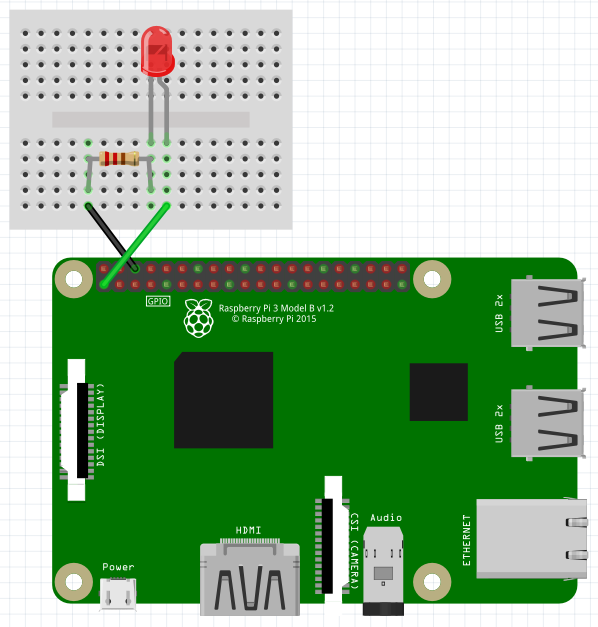 GPIO
Raspberry Pi 3 Model B v1.2
© Raspberry Pi 2015
USB 2x
DSI (DISPLAY)
USB 2x
HDMI
CSI (CAMERA)
Audio
ETHERNET
Power